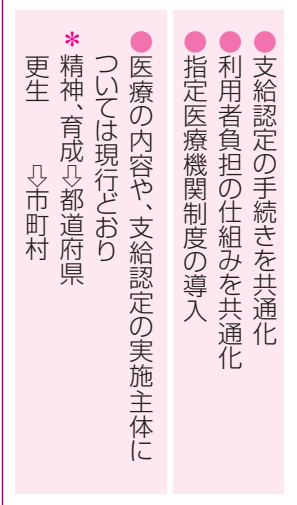 ●支給認定の手続きを共通化
●利用者負担の仕組みを共通化
●指定医療機関制度の導入
●医療の内容や、支給認定の実施主体に
ついては現行どおり
*精神、育成⇨都道府県
更生　　⇨市町村